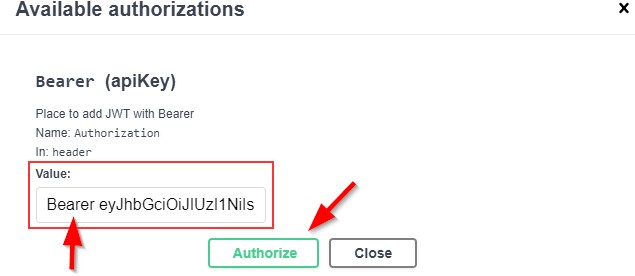 Available authorizations
x
Bearer (apiKey)
Place to add JWT with Bearer
Name: Authorization
In: header
Value:
Bearer eyJhbGciOiJIUzI1NiIs
Authorize Close